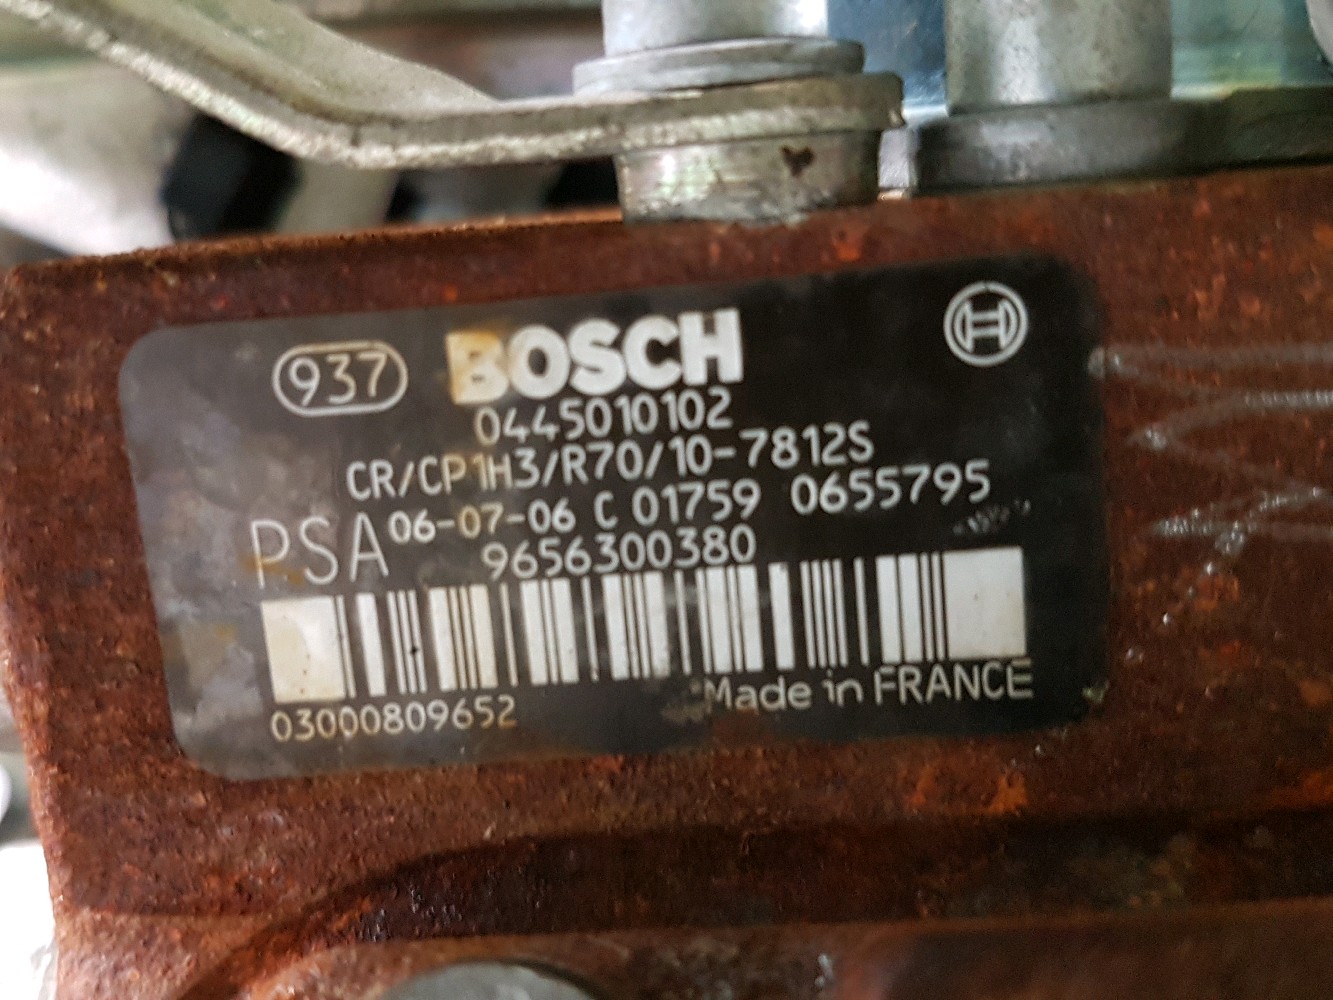 937 BOSCH
0445010102
CR/CP1H3/R70/10-7812S
PSA 06-07-06 C 01759 0655795
9656300380
03000809652 Made in FRANCE